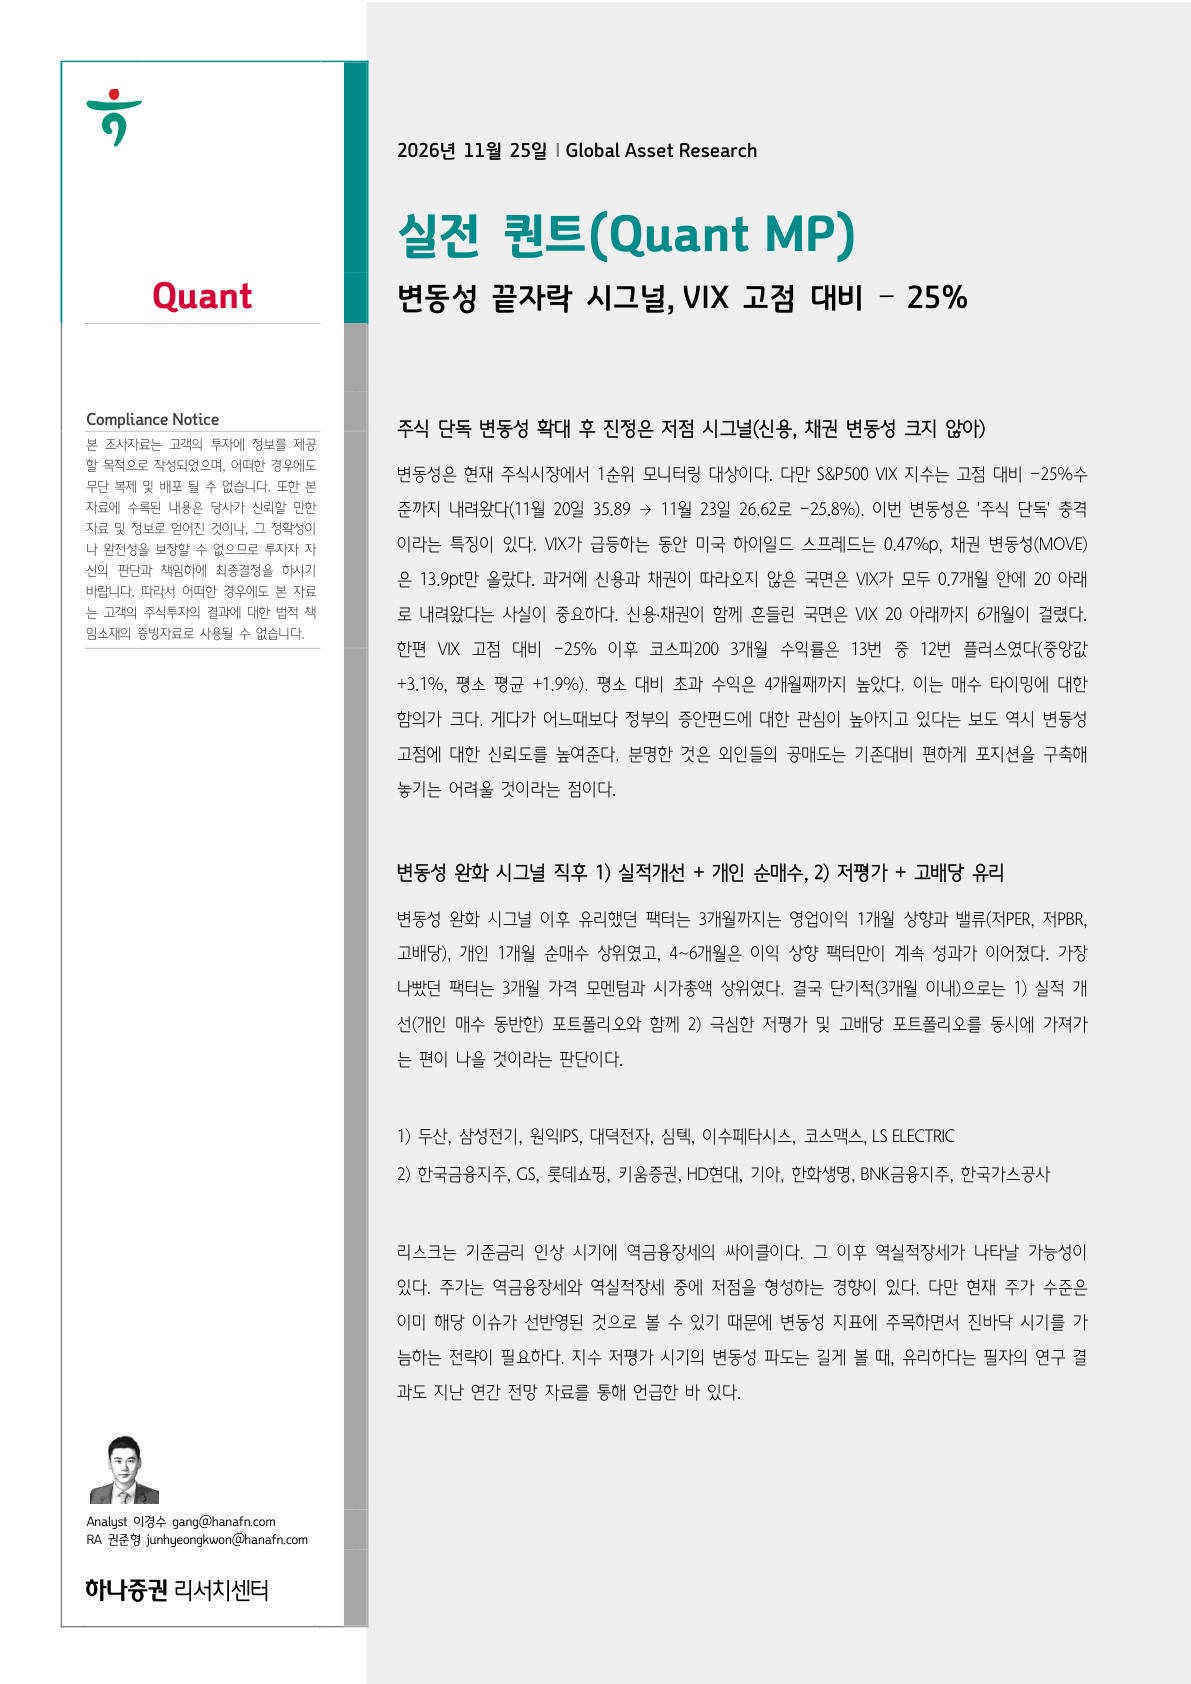 2026년 11월 25일 | Global Asset Research
실전 퀀트(Quant MP)
변동성 끝자락 시그널, VIX 고점 대비 – 25%
Quant
Compliance Notice
본 조사자료는 고객의 투자에 정보를 제공
할 목적으로 작성되었으며, 어떠한 경우에도
무단 복제 및 배포 될 수 없습니다. 또한 본
자료에 수록된 내용은 당사가 신뢰할 만한
자료 및 정보로 얻어진 것이나, 그 정확성이
나 완전성을 보장할 수 없으므로 투자자 자
신의 판단과 책임하에 최종결정을 하시기
바랍니다. 따라서 어떠한 경우에도 본 자료
는 고객의 주식투자의 결과에 대한 법적 책
임소재의 증빙자료로 사용될 수 없습니다.
주식 단독 변동성 확대 후 진정은 저점 시그널(신용, 채권 변동성 크지 않아)
변동성은 현재 주식시장에서 1순위 모니터링 대상이다. 다만 S&P500 VIX 지수는 고점 대비 -25%수
준까지 내려왔다(11월 20일 35.89 → 11월 23일 26.62로 -25.8%). 이번 변동성은 '주식 단독' 충격
이라는 특징이 있다. VIX가 급등하는 동안 미국 하이일드 스프레드는 0.47%p, 채권 변동성(MOVE)
은 13.9pt만 올랐다. 과거에 신용과 채권이 따라오지 않은 국면은 VIX가 모두 0.7개월 안에 20 아래
로 내려왔다는 사실이 중요하다. 신용·채권이 함께 흔들린 국면은 VIX 20 아래까지 6개월이 걸렸다.
한편 VIX 고점 대비 -25% 이후 코스피200 3개월 수익률은 13번 중 12번 플러스였다(중앙값
+3.1%, 평소 평균 +1.9%). 평소 대비 초과 수익은 4개월째까지 높았다. 이는 매수 타이밍에 대한
함의가 크다. 게다가 어느때보다 정부의 증안펀드에 대한 관심이 높아지고 있다는 보도 역시 변동성
고점에 대한 신뢰도를 높여준다. 분명한 것은 외인들의 공매도는 기존대비 편하게 포지션을 구축해
놓기는 어려울 것이라는 점이다.
변동성 완화 시그널 직후 1) 실적개선 + 개인 순매수, 2) 저평가 + 고배당 유리
변동성 완화 시그널 이후 유리했던 팩터는 3개월까지는 영업이익 1개월 상향과 밸류(저PER, 저PBR,
고배당), 개인 1개월 순매수 상위였고, 4~6개월은 이익 상향 팩터만이 계속 성과가 이어졌다. 가장
나빴던 팩터는 3개월 가격 모멘텀과 시가총액 상위였다. 결국 단기적(3개월 이내)으로는 1) 실적 개
선(개인 매수 동반한) 포트폴리오와 함께 2) 극심한 저평가 및 고배당 포트폴리오를 동시에 가져가
는 편이 나을 것이라는 판단이다.
1) 두산, 삼성전기, 원익IPS, 대덕전자, 심텍, 이수페타시스, 코스맥스, LS ELECTRIC
2) 한국금융지주, GS, 롯데쇼핑, 키움증권, HD현대, 기아, 한화생명, BNK금융지주, 한국가스공사
리스크는 기준금리 인상 시기에 역금융장세의 싸이클이다. 그 이후 역실적장세가 나타날 가능성이
있다. 주가는 역금융장세와 역실적장세 중에 저점을 형성하는 경향이 있다. 다만 현재 주가 수준은
이미 해당 이슈가 선반영된 것으로 볼 수 있기 때문에 변동성 지표에 주목하면서 진바닥 시기를 가
늠하는 전략이 필요하다. 지수 저평가 시기의 변동성 파도는 길게 볼 때, 유리하다는 필자의 연구 결
과도 지난 연간 전망 자료를 통해 언급한 바 있다.
Analyst 이경수 gang@hanafn.com
RA 권준형 junhyeongkwon@hanafn.com
하나증권 리서치센터